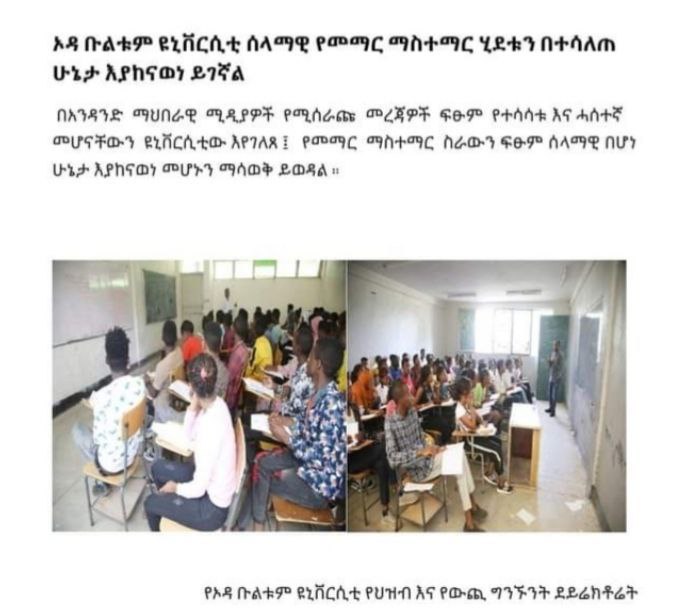 ኦዳ ቡልቱም ዩኒቨርሲቲ ሰላማዊ የመማር ማስተማር ሂደቱን በተሳለጠ
ሁኔታ እያከናወነ ይገኛል
በአንዳንድ ማህበራዊ ሚዲያዎች የሚሰራጩ መረጃዎች ፍፁም የተሳሳቱ እና ሓሰተኛ
መሆናቸውን ዩኒቨርሲቲው እየገለጸ ፤ የመማር ማስተማር ስራውን ፍፁም ሰላማዊ በሆነ
ሁኔታ እያከናወነ መሆኑን ማሳወቅ ይወዳል ።
የኦዳ ቡልቱም ዩኒቨርሲቲ የህዝብ እና የውጪ ግንኙነት ደይሬክቶሬት